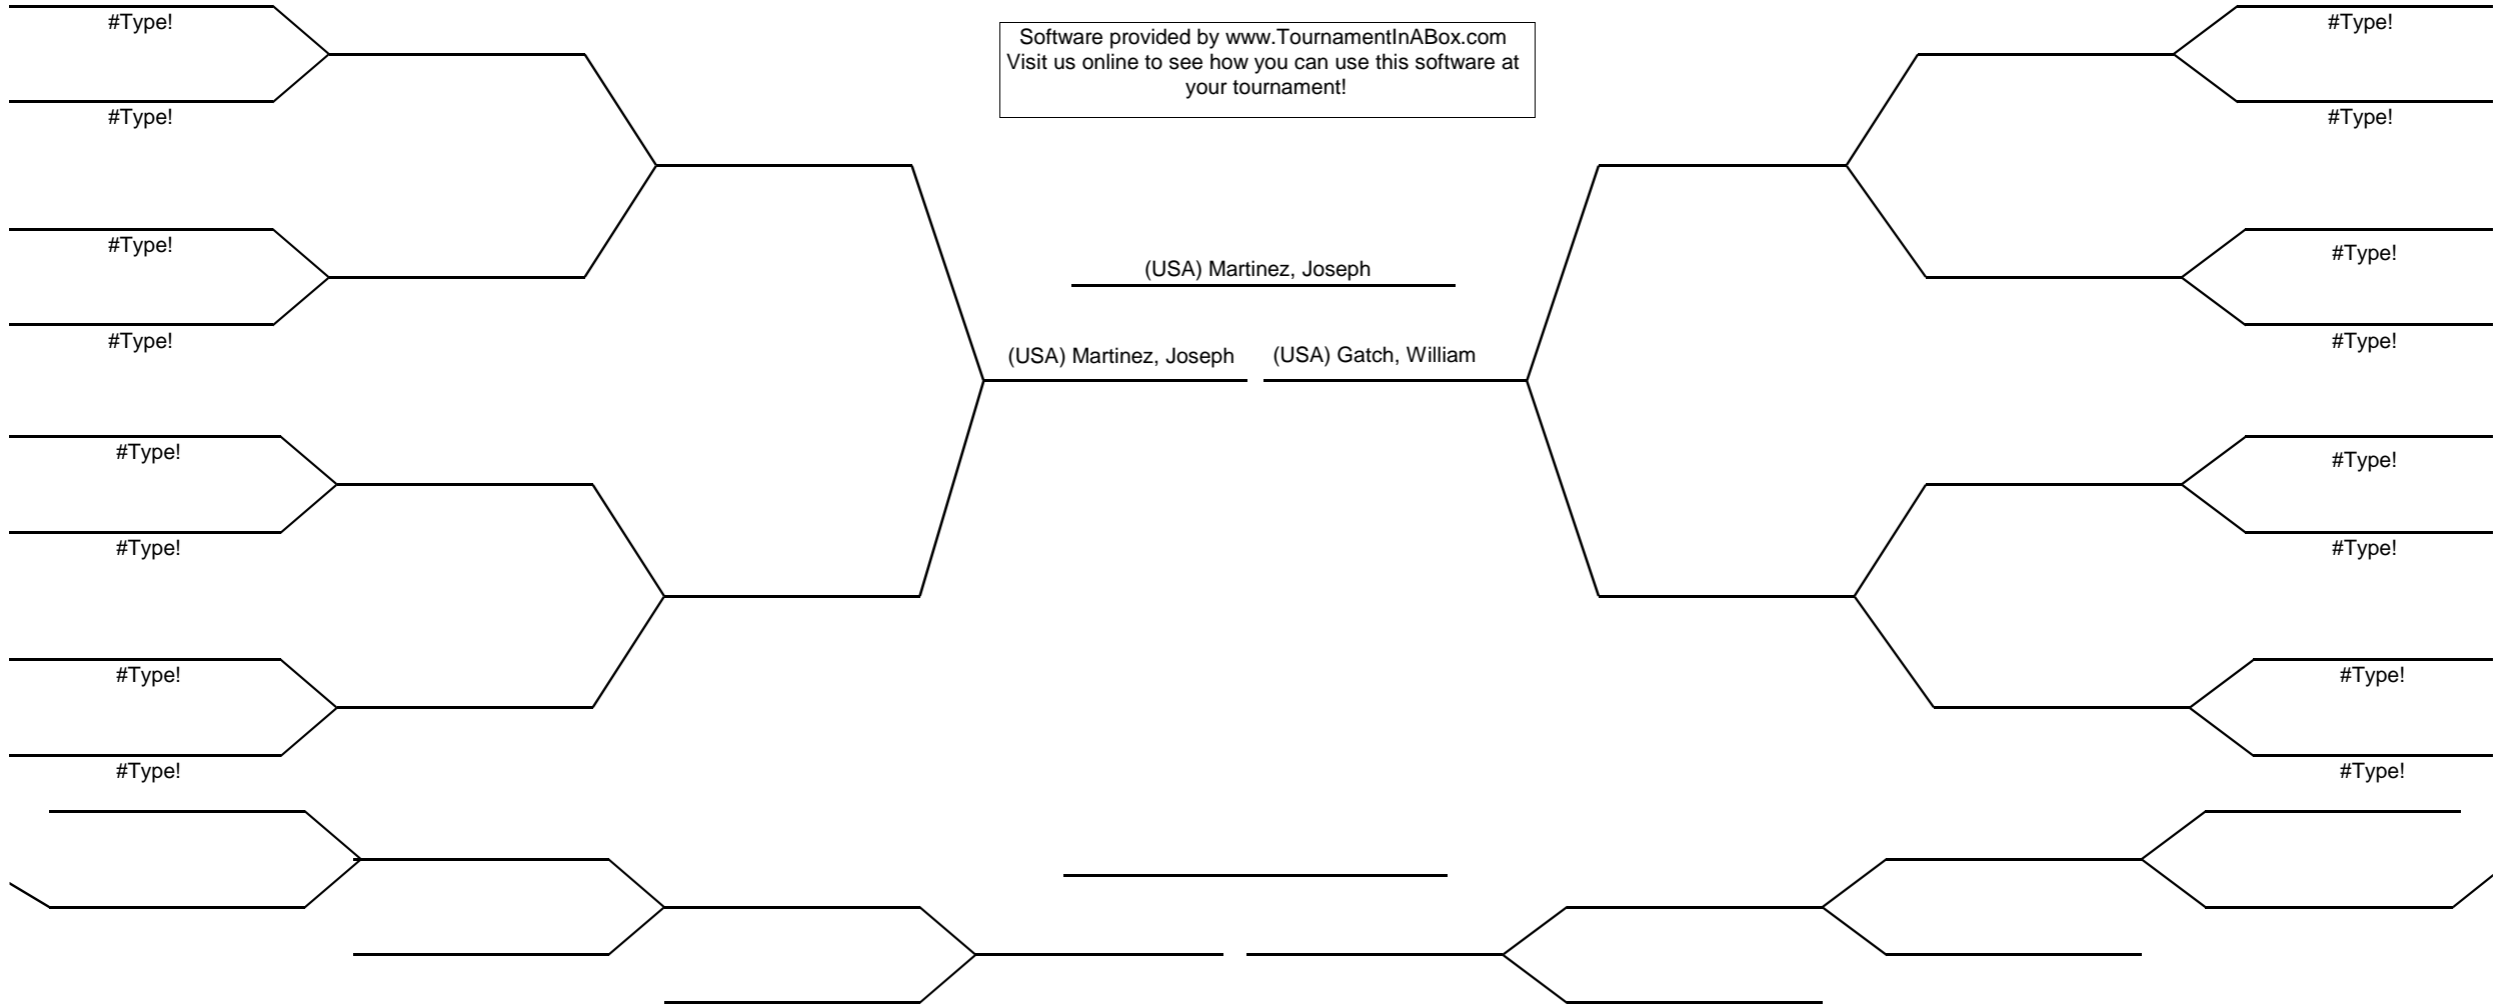 #Type!
Software provided by www.TournamentInABox.com
Visit us online to see how you can use this software at
your tournament!
#Type!
#Type!
#Type!
#Type!
#Type!
(USA) Martinez, Joseph
#Type!
#Type!
(USA) Martinez, Joseph
(USA) Gatch, William
#Type!
#Type!
#Type!
#Type!
#Type!
#Type!
#Type!
#Type!